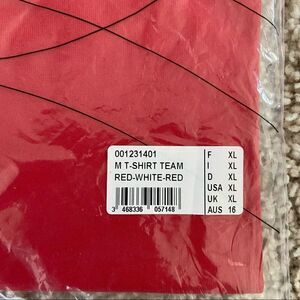 001231401
M T-SHIRT TEAM
RED-WHITE-RED
3 468336 057148
F XL
I XL
D XL
USA XL
UK XL
AUS 16